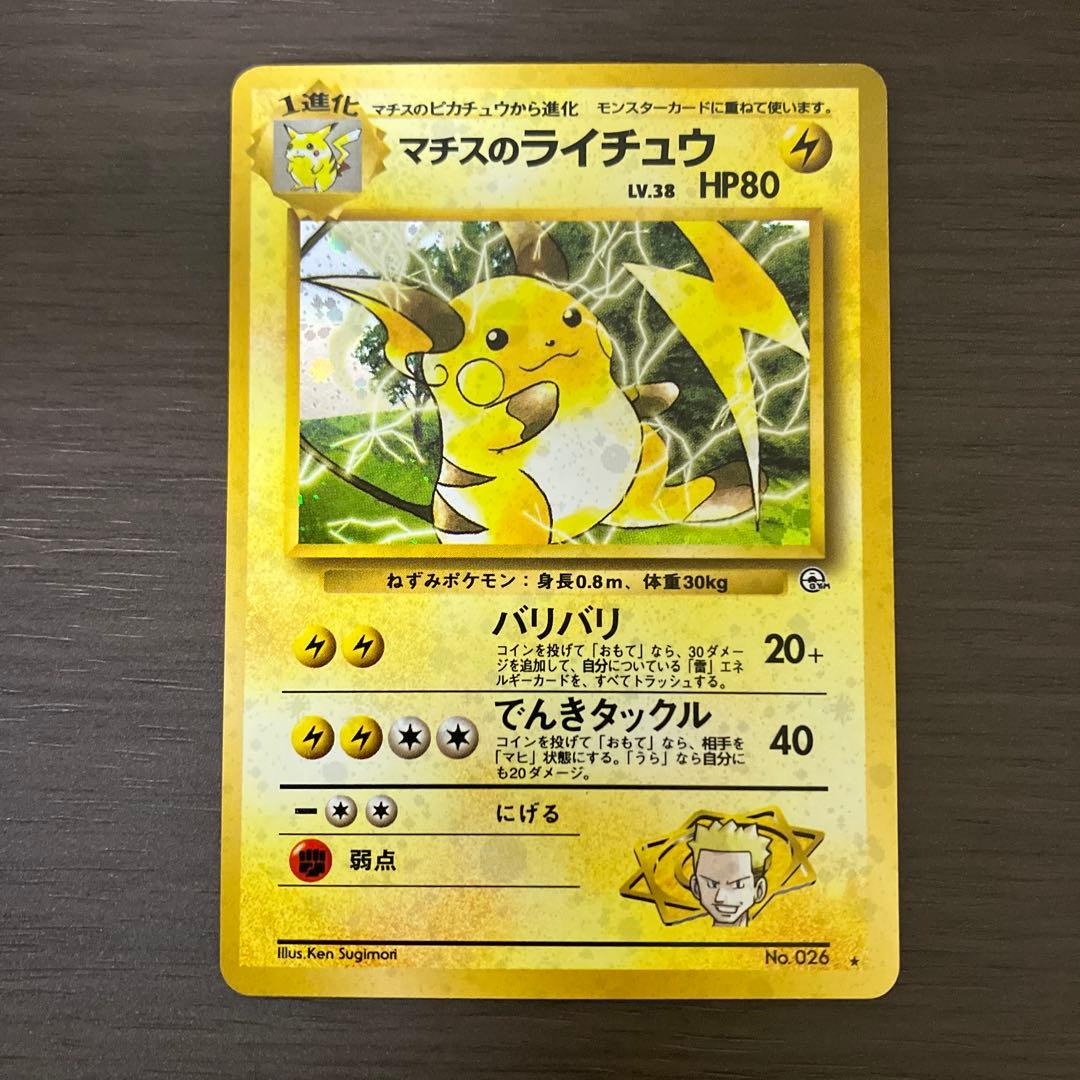 1進化
マチスのピカチュウから進化 モンスターカードに重ねて使います。
マチスのライチュウ
LV.38 HP80
ねずみポケモン：身長0.8m、体重30kg
GYM
バリバリ
コインを投げて「おもて」なら、30ダメー
ジを追加して、自分についている「雷」エネ
ルギーカードを、すべてトラッシュする。
20+
でんきタックル
コインを投げて「おもて」なら、相手を
「マヒ」状態にする。「うら」なら自分に
も20ダメージ。
40
にげる
弱点
Illus.Ken Sugimori
No.026